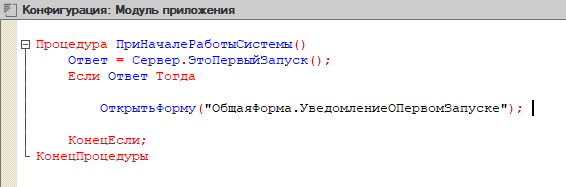 Конфигурация: Модуль приложения
Процедура ПриНачалеРаботыСистемы()
Ответ = Сервер.ЭтоПервыйЗапуск();
Если Ответ Тогда
ОткрытьФорму("ОбщаяФорма.УведомлениеОПервомЗапуске");
КонецЕсли;
КонецПроцедуры